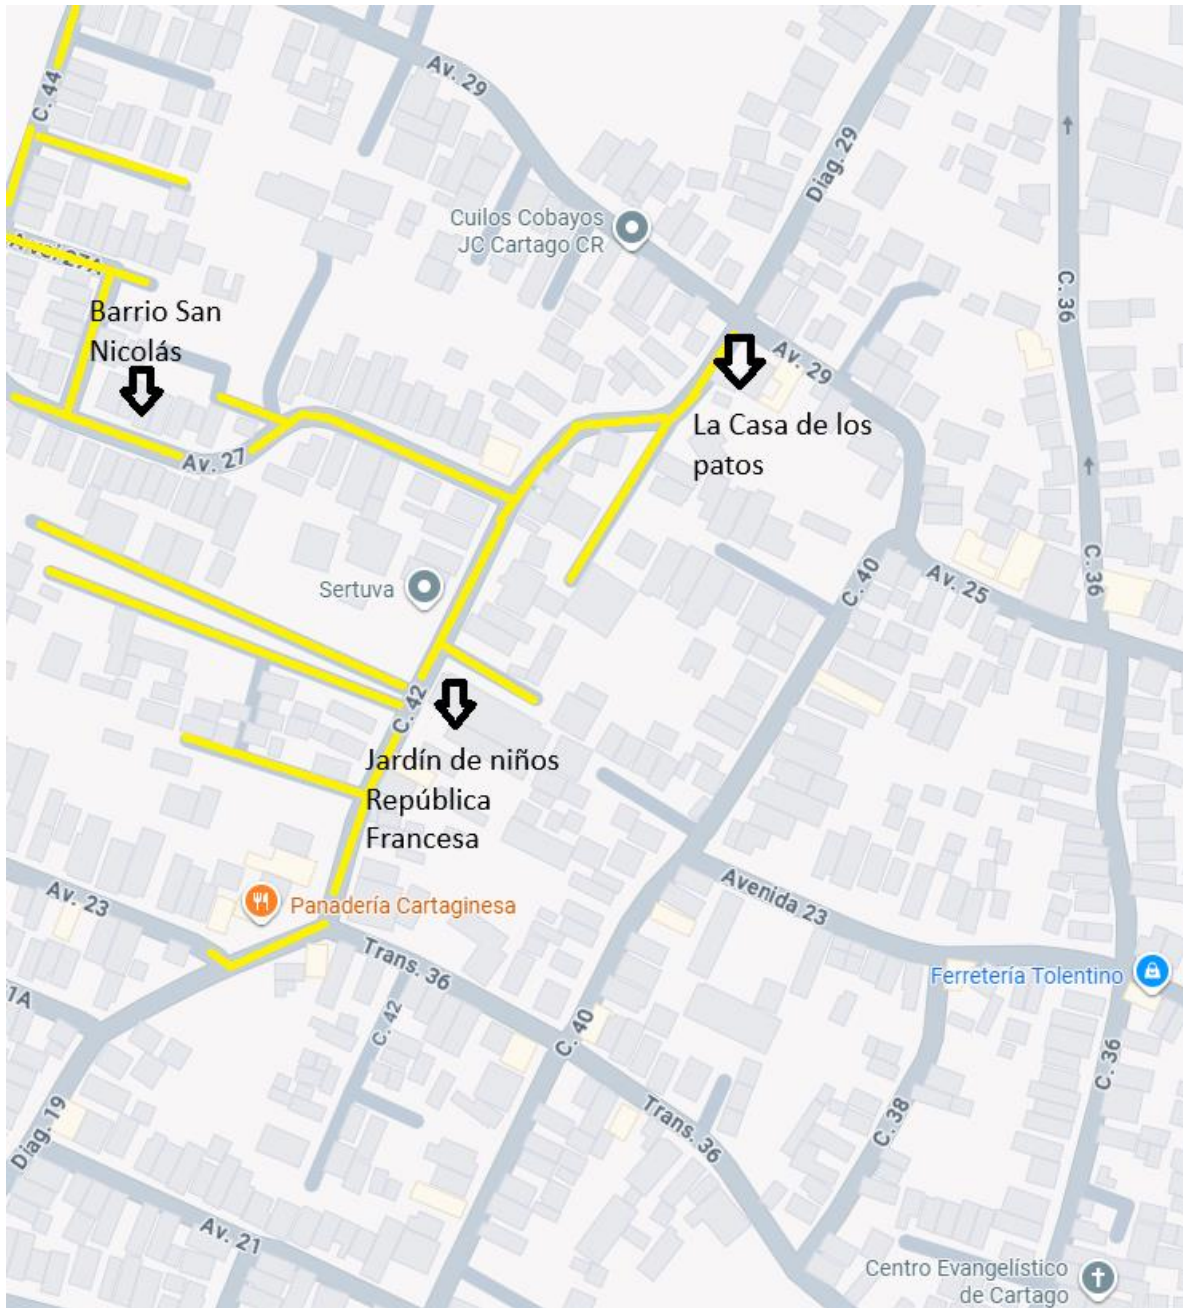 Av. 29
C. 44
Diag. 29
Cuilos Cobayos
JC Cartago CR
C. 36
Barrio San
Nicolás
Av. 29
La Casa de los
patos
Av. 27
C. 36
C. 40
Av. 25
Sertuva
C. 42
Jardín de niños
República
Francesa
Av. 23
Panadería Cartaginesa
Avenida 23
Trans. 36
Ferretería Tolentino
1A
C. 42
C. 40
C. 36
Diag. 19
Trans. 36
C. 38
Av. 21
Centro Evangelístico
de Cartago